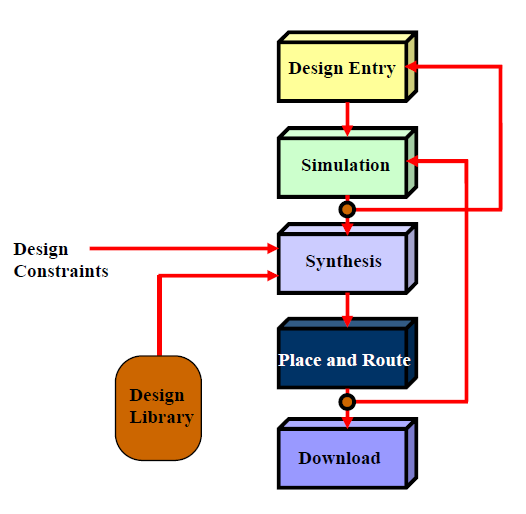 Design Entry
Simulation
Design
Constraints
Synthesis
Place and Route
Design
Library
Download